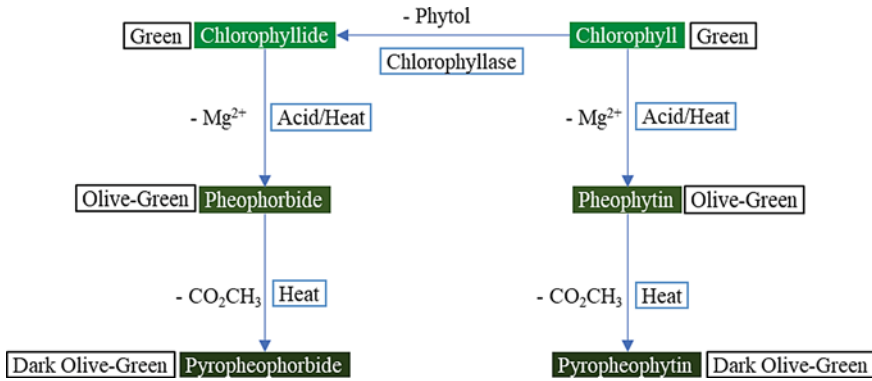 - Phytol
Green Chlorophyllide Chlorophyll Green
Chlorophyllase
- Mg²⁺ Acid/Heat - Mg²⁺ Acid/Heat
Olive-Green Pheophorbide Pheophytin Olive-Green
- CO₂CH₃ Heat - CO₂CH₃ Heat
Dark Olive-Green Pyropheophorbide Pyropheophytin Dark Olive-Green